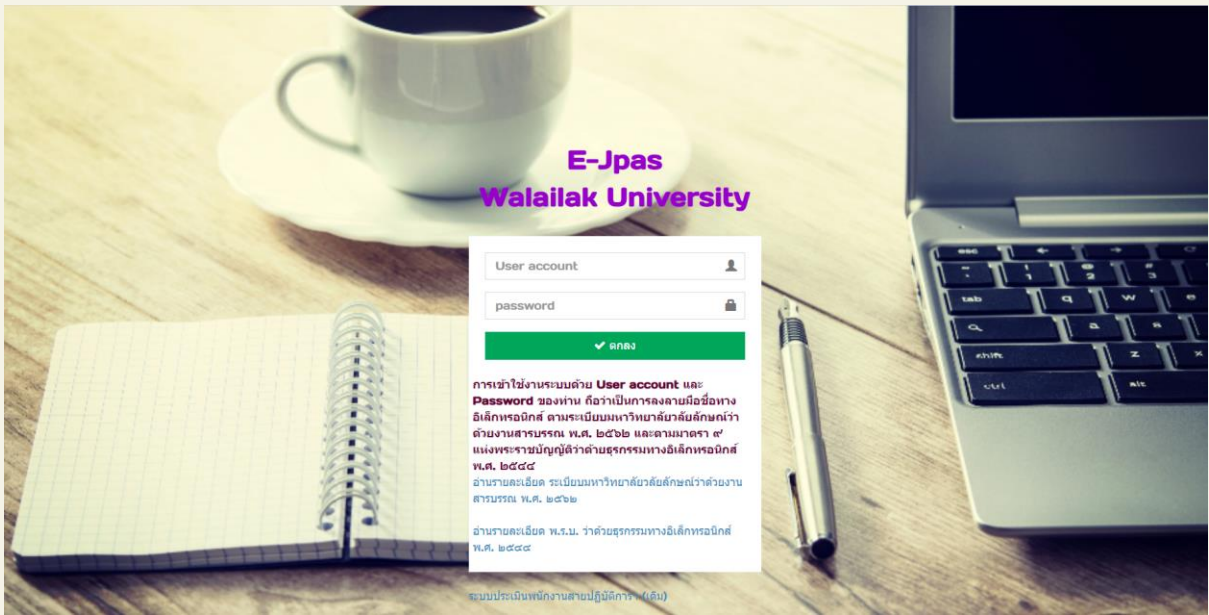 E-Jpas
Walailak University
User account
password
ตกลง
การเข้าใช้งานระบบด้วย User account และ
Password ของท่าน ถือว่าเป็นการลงลายมือชื่อทาง
อิเล็กทรอนิกส์ ตามระเบียบมหาวิทยาลัยวลัยลักษณ์ว่า
ด้วยงานสารบรรณ พ.ศ. ๒๕๖๒ และตามมาตรา ๙
แห่งพระราชบัญญัติว่าด้วยธุรกรรมทางอิเล็กทรอนิกส์
พ.ศ. ๒๕๔๔
อ่านรายละเอียด ระเบียบมหาวิทยาลัยวลัยลักษณ์ว่าด้วยงาน
สารบรรณ พ.ศ. ๒๕๖๒
อ่านรายละเอียด พ.ร.บ. ว่าด้วยธุรกรรมทางอิเล็กทรอนิกส์
พ.ศ. ๒๕๔๔
ระบบประเมินพนักงานสายปฏิบัติการฯ (เดิม)
esc
1
2
3
tab
q
w
e
a
s
shift
z
x
ctrl
alt